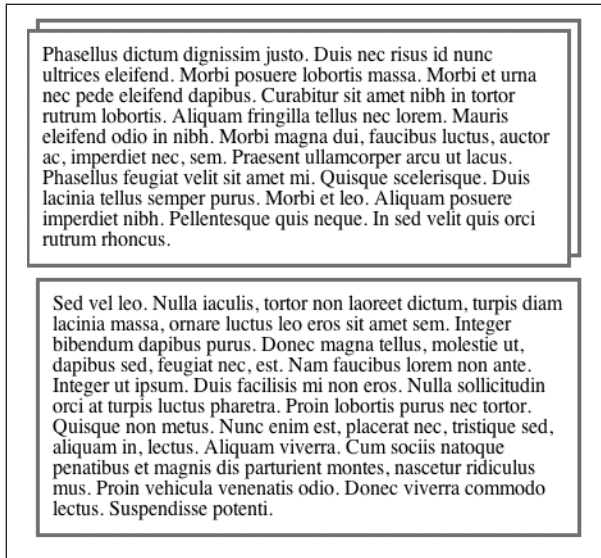 Phasellus dictum dignissim justo. Duis nec risus id nunc
ultrices eleifend. Morbi posuere lobortis massa. Morbi et urna
nec pede eleifend dapibus. Curabitur sit amet nibh in tortor
rutrum lobortis. Aliquam fringilla tellus nec lorem. Mauris
eleifend odio in nibh. Morbi magna dui, faucibus luctus, auctor
ac, imperdiet nec, sem. Praesent ullamcorper arcu ut lacus.
Phasellus feugiat velit sit amet mi. Quisque scelerisque. Duis
lacinia tellus semper purus. Morbi et leo. Aliquam posuere
imperdiet nibh. Pellentesque quis neque. In sed velit quis orci
rutrum rhoncus.
Sed vel leo. Nulla iaculis, tortor non laoreet dictum, turpis diam
lacinia massa, ornare luctus leo eros sit amet sem. Integer
bibendum dapibus purus. Donec magna tellus, molestie ut,
dapibus sed, feugiat nec, est. Nam faucibus lorem non ante.
Integer ut ipsum. Duis facilisis mi non eros. Nulla sollicitudin
orci at turpis luctus pharetra. Proin lobortis purus nec tortor.
Quisque non metus. Nunc enim est, placerat nec, tristique sed,
aliquam in, lectus. Aliquam viverra. Cum sociis natoque
penatibus et magnis dis parturient montes, nascetur ridiculus
mus. Proin vehicula venenatis odio. Donec viverra commodo
lectus. Suspendisse potenti.